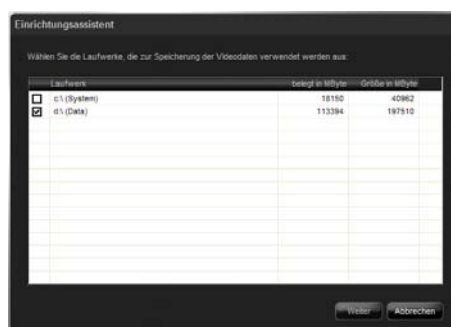 Einrichtungsassistent
Wählen Sie die Laufwerke, die zur Speicherung der Videodaten verwendet werden aus:
Laufwerk belegt in MByte Größe in MByte
c:\ (System) 18150 40962
d:\ (Data) 113394 197510
Weiter Abbrechen